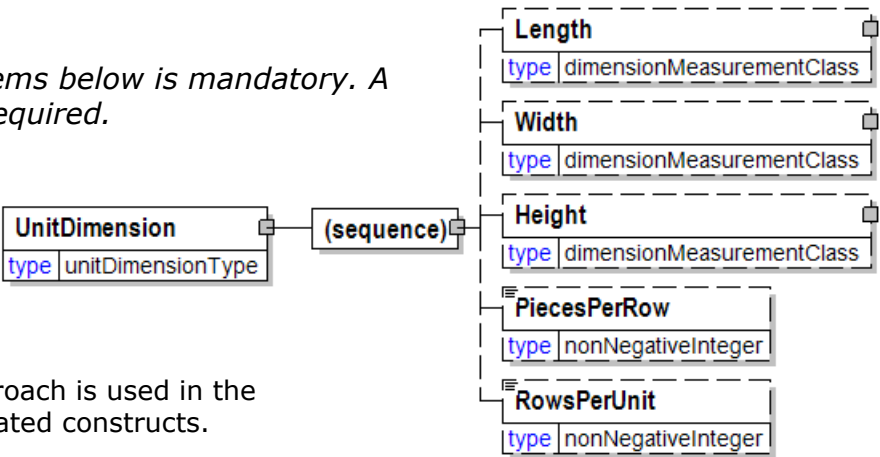 ems below is mandatory. A
equired.
UnitDimension
type unitDimensionType
(sequence)
Length
type dimensionMeasurementClass
Width
type dimensionMeasurementClass
Height
type dimensionMeasurementClass
PiecesPerRow
type nonNegativeInteger
RowsPerUnit
type nonNegativeInteger
roach is used in the
ated constructs.